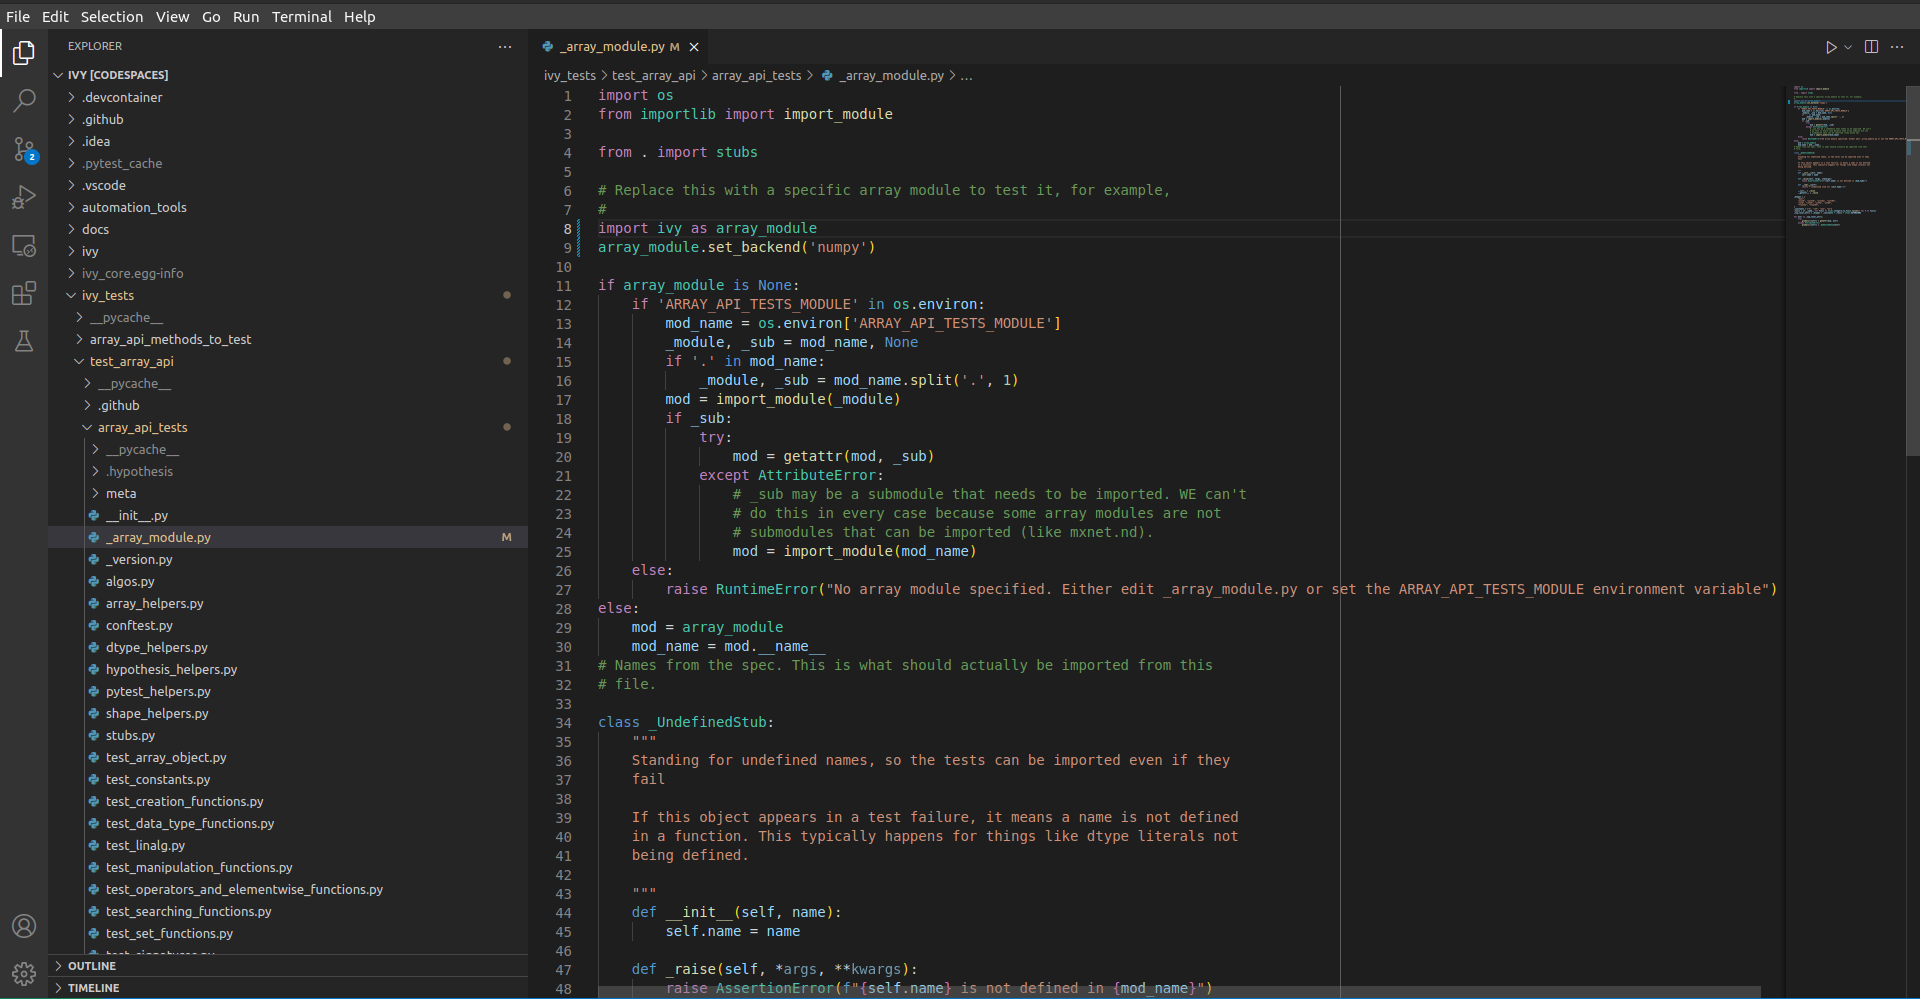 File Edit Selection View Go Run Terminal Help
EXPLORER
IVY [CODESPACES]
.devcontainer
.github
.idea
.pytest_cache
.vscode
automation_tools
docs
ivy
ivy_core.egg-info
ivy_tests
__pycache__
array_api_methods_to_test
test_array_api
__pycache__
.github
array_api_tests
__pycache__
.hypothesis
meta
__init__.py
_array_module.py M
_version.py
algos.py
array_helpers.py
conftest.py
dtype_helpers.py
hypothesis_helpers.py
pytest_helpers.py
shape_helpers.py
stubs.py
test_array_object.py
test_constants.py
test_creation_functions.py
test_data_type_functions.py
test_linalg.py
test_manipulation_functions.py
test_operators_and_elementwise_functions.py
test_searching_functions.py
test_set_functions.py
OUTLINE
TIMELINE
2
_array_module.py M
ivy_tests > test_array_api > array_api_tests > _array_module.py > ...
1 import os
2 from importlib import import_module
3
4 from . import stubs
5
6 # Replace this with a specific array module to test it, for example,
7 #
8 import ivy as array_module
9 array_module.set_backend('numpy')
10
11 if array_module is None:
12 if 'ARRAY_API_TESTS_MODULE' in os.environ:
13 mod_name = os.environ['ARRAY_API_TESTS_MODULE']
14 _module, _sub = mod_name, None
15 if '.' in mod_name:
16 _module, _sub = mod_name.split('.', 1)
17 mod = import_module(_module)
18 if _sub:
19 try:
20 mod = getattr(mod, _sub)
21 except AttributeError:
22 # _sub may be a submodule that needs to be imported. WE can't
23 # do this in every case because some array modules are not
24 # submodules that can be imported (like mxnet.nd).
25 mod = import_module(mod_name)
26 else:
27 raise RuntimeError("No array module specified. Either edit _array_module.py or set the ARRAY_API_TESTS_MODULE environment variable")
28 else:
29 mod = array_module
30 mod_name = mod.__name__
31 # Names from the spec. This is what should actually be imported from this
32 # file.
33
34 class _UndefinedStub:
35 """
36 Standing for undefined names, so the tests can be imported even if they
37 fail
38
39 If this object appears in a test failure, it means a name is not defined
40 in a function. This typically happens for things like dtype literals not
41 being defined.
42
43 """
44 def __init__(self, name):
45 self.name = name
46
47 def _raise(self, *args, **kwargs):
48 raise AssertionError(f"{self.name} is not defined in {mod_name}")